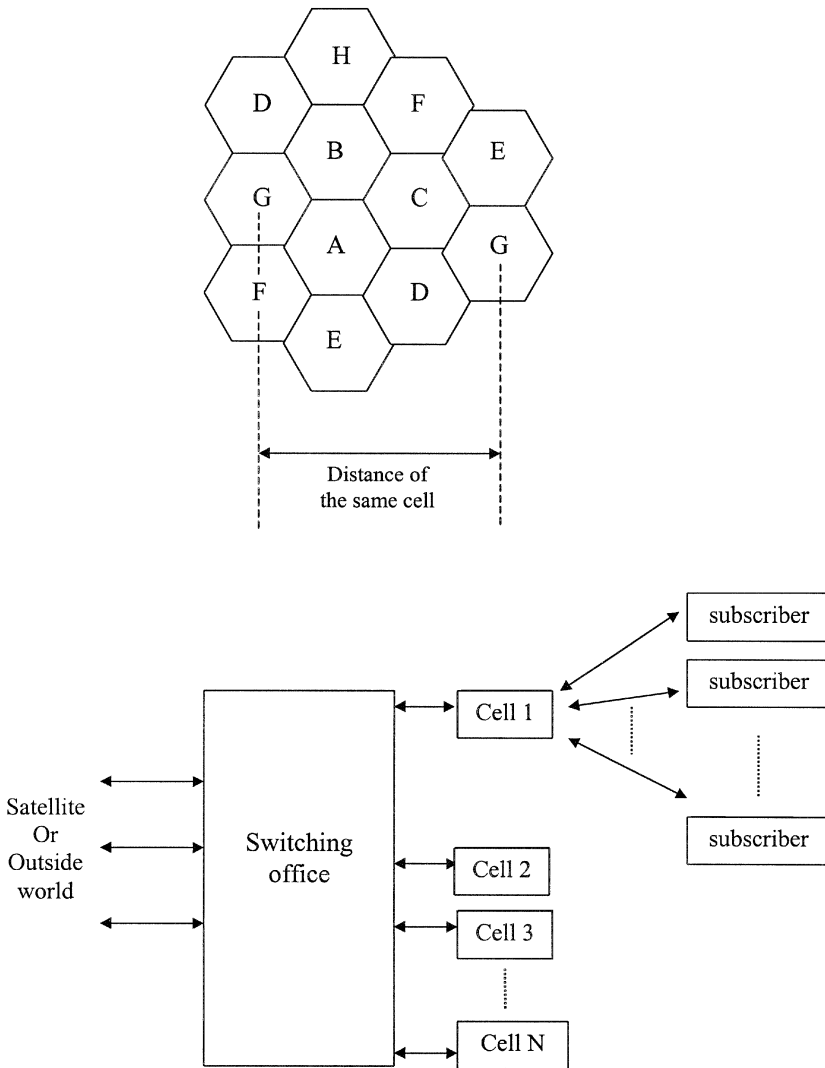 H
D
F
B
E
G
C
A
G
F
D
E
Distance of
the same cell
subscriber
subscriber
Cell 1
Satellite
Or
Outside
world
Switching
office
subscriber
Cell 2
Cell 3
Cell N